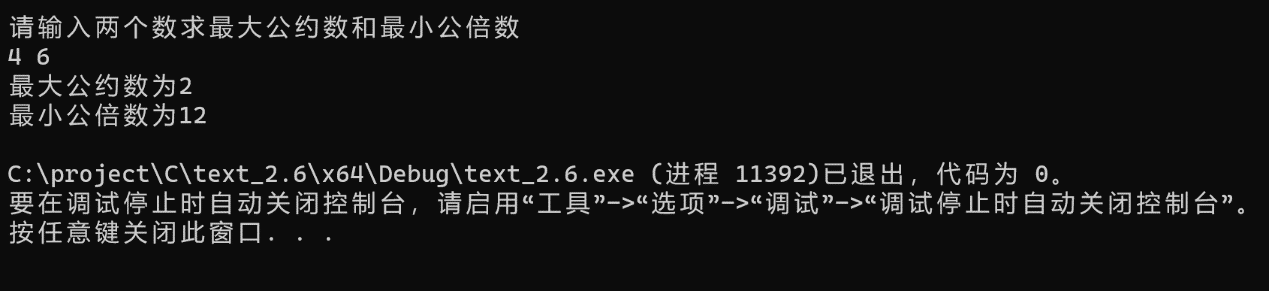 请输入两个数求最大公约数和最小公倍数
4 6
最大公约数为2
最小公倍数为12
C:\project\C\text_2.6\x64\Debug\text_2.6.exe (进程 11392)已退出，代码为 0。
要在调试停止时自动关闭控制台，请启用“工具”->“选项”->“调试”->“调试停止时自动关闭控制台”。
按任意键关闭此窗口. . .